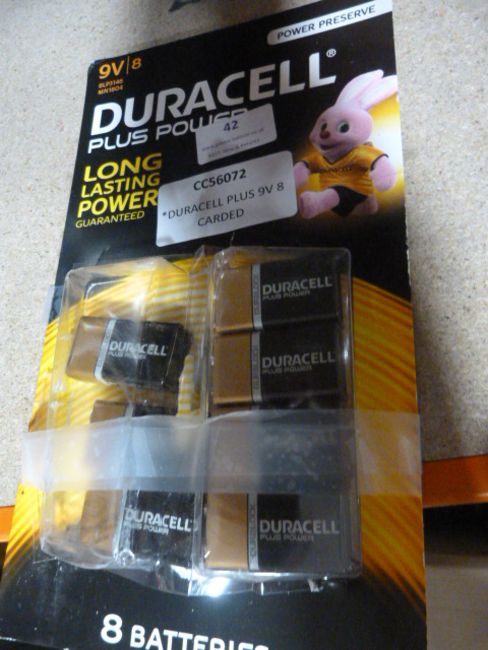 POWER PRESERVE
9V 8
MN1604
DURACELL®
PLUS POWER
42
LONG
LASTING
POWER
GUARANTEED
CC56072
*DURACELL PLUS 9V 8
CARDED
DURACELL
PLUS POWER
DURACELL
PLUS POWER
DURACELL
DURACELL
PLUS POWER
DURACELL
PLUS POWER
8 BATTERIES